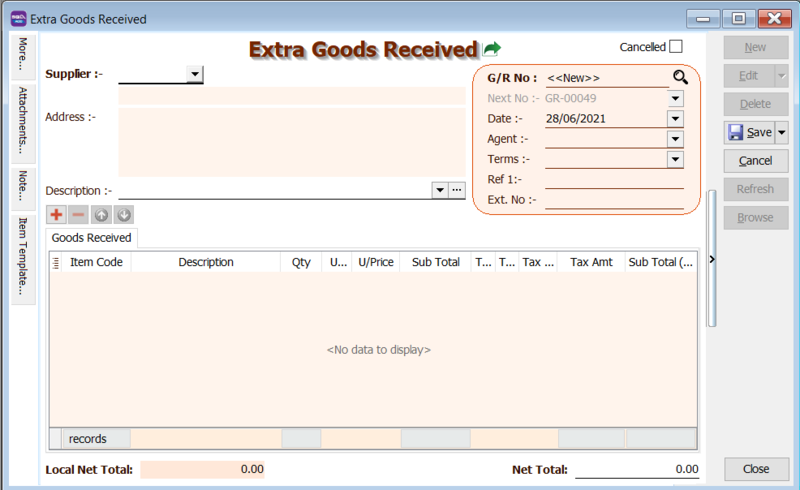 Extra Goods Received
More...
Attachments...
Note...
Item Template...
Extra Goods Received
Cancelled
Supplier :-
Address :-
Description :-
G/R No : <<New>>
Next No :- GR-00049
Date :- 28/06/2021
Agent :-
Terms :-
Ref 1:-
Ext. No :-
New
Edit
Delete
Save
Cancel
Refresh
Browse
Goods Received
Item Code Description Qty U... U/Price Sub Total T... T... Tax ... Tax Amt Sub Total (...
<No data to display>
records
Local Net Total: 0.00 Net Total: 0.00
Close